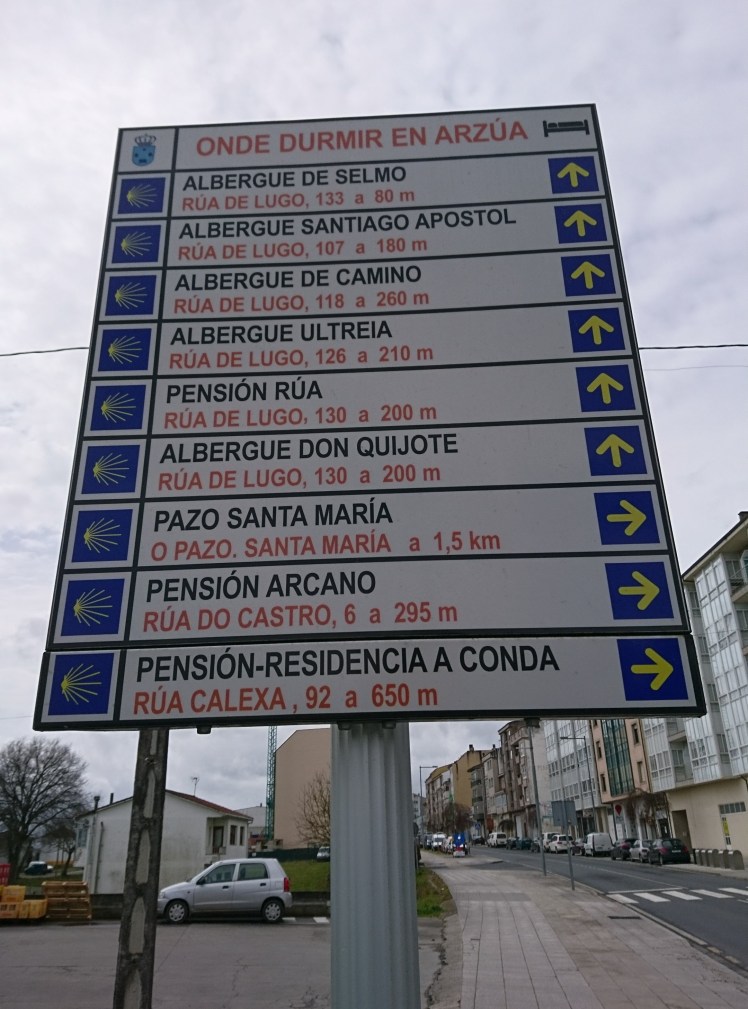 ONDE DURMIR EN ARZÚA
ALBERGUE DE SELMO
RÚA DE LUGO, 133 a 80 m
ALBERGUE SANTIAGO APOSTOL
RÚA DE LUGO, 107 a 180 m
ALBERGUE DE CAMINO
RÚA DE LUGO, 118 a 260 m
ALBERGUE ULTREIA
RÚA DE LUGO, 126 a 210 m
PENSIÓN RÚA
RÚA DE LUGO, 130 a 200 m
ALBERGUE DON QUIJOTE
RÚA DE LUGO, 130 a 200 m
PAZO SANTA MARÍA
O PAZO. SANTA MARÍA a 1,5 km
PENSIÓN ARCANO
RÚA DO CASTRO, 6 a 295 m
PENSIÓN-RESIDENCIA A CONDA
RÚA CALEXA , 92 a 650 m